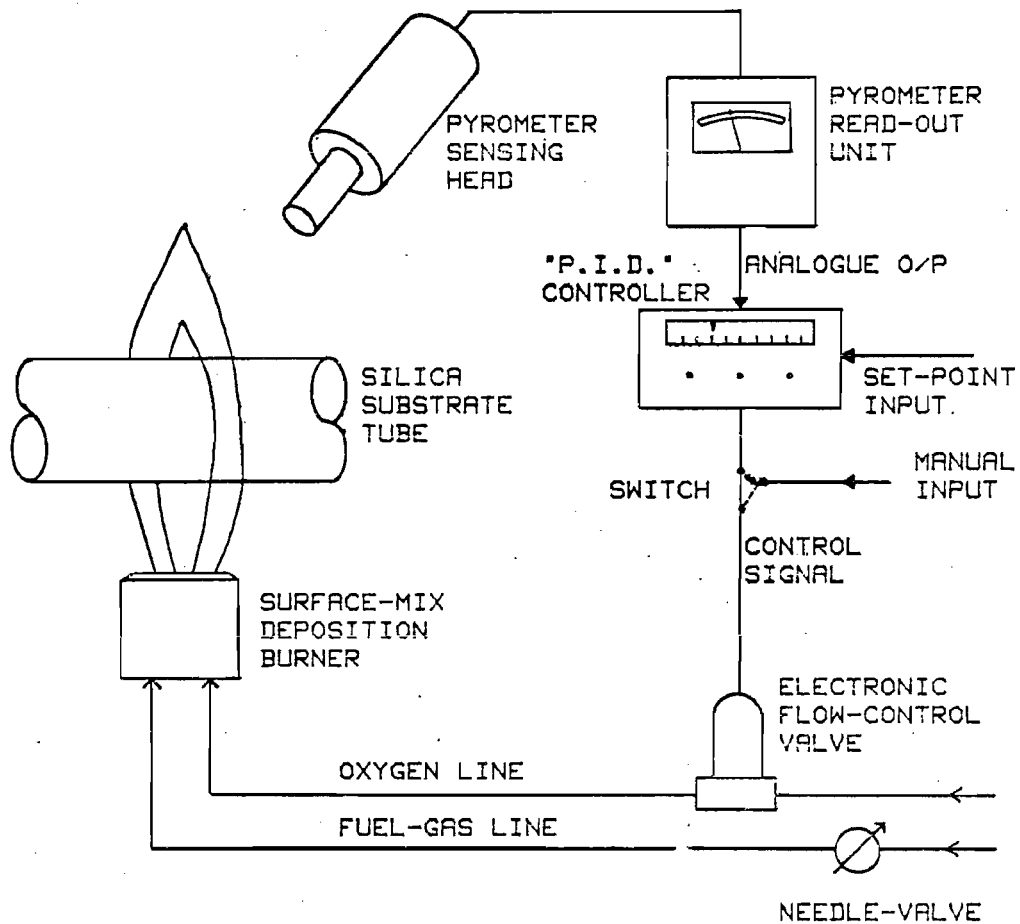 PYROMETER
SENSING
HEAD
PYROMETER
READ-OUT
UNIT
"P.I.D."
CONTROLLER
ANALOGUE O/P
SET-POINT
INPUT.
SILICA
SUBSTRATE
TUBE
SWITCH
MANUAL
INPUT
CONTROL
SIGNAL
SURFACE-MIX
DEPOSITION
BURNER
ELECTRONIC
FLOW-CONTROL
VALVE
OXYGEN LINE
FUEL-GAS LINE
NEEDLE-VALVE